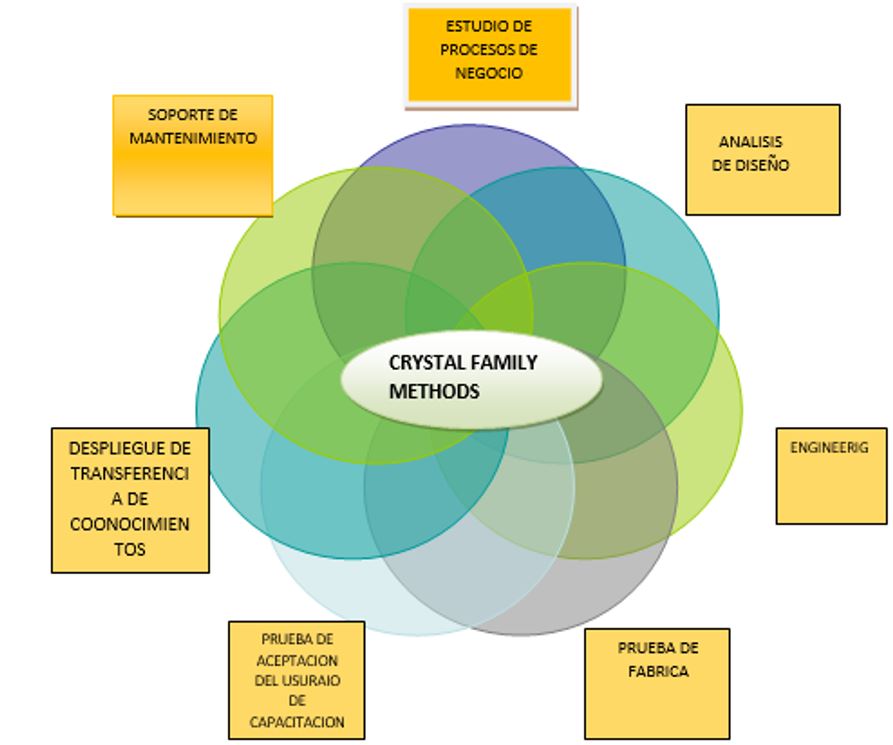 ESTUDIO DE
PROCESOS DE
NEGOCIO
SOPORTE DE
MANTENIMIENTO
ANALISIS
DE DISEÑO
CRYSTAL FAMILY
METHODS
DESPLIEGUE DE
TRANSFERENCI
A DE
COONOCIMIEN
TOS
ENGINEERIG
PRUEBA DE
ACEPTACION
DEL USURAIO
DE
CAPACITACION
PRUEBA DE
FABRICA